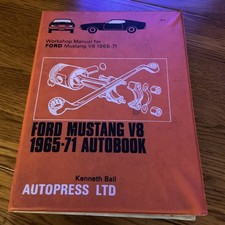 Workshop Manual for
FORD Mustang V8 1965-71
FORD MUSTANG V8
1965-71 AUTOBOOK
Kenneth Ball
AUTOPRESS LTD